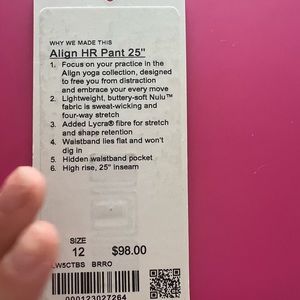 WHY WE MADE THIS
Align HR Pant 25"
1. Focus on your practice in the
Align yoga collection, designed
to free you from distraction
and embrace your every move
2. Lightweight, buttery-soft Nulu™
fabric is sweat-wicking and
four-way stretch
3. Added Lycra® fibre for stretch
and shape retention
4. Waistband lies flat and won't
dig in
5. Hidden waistband pocket
6. High rise, 25" inseam
SIZE
12 $98.00
LW5CTBS BRRO
000123027264